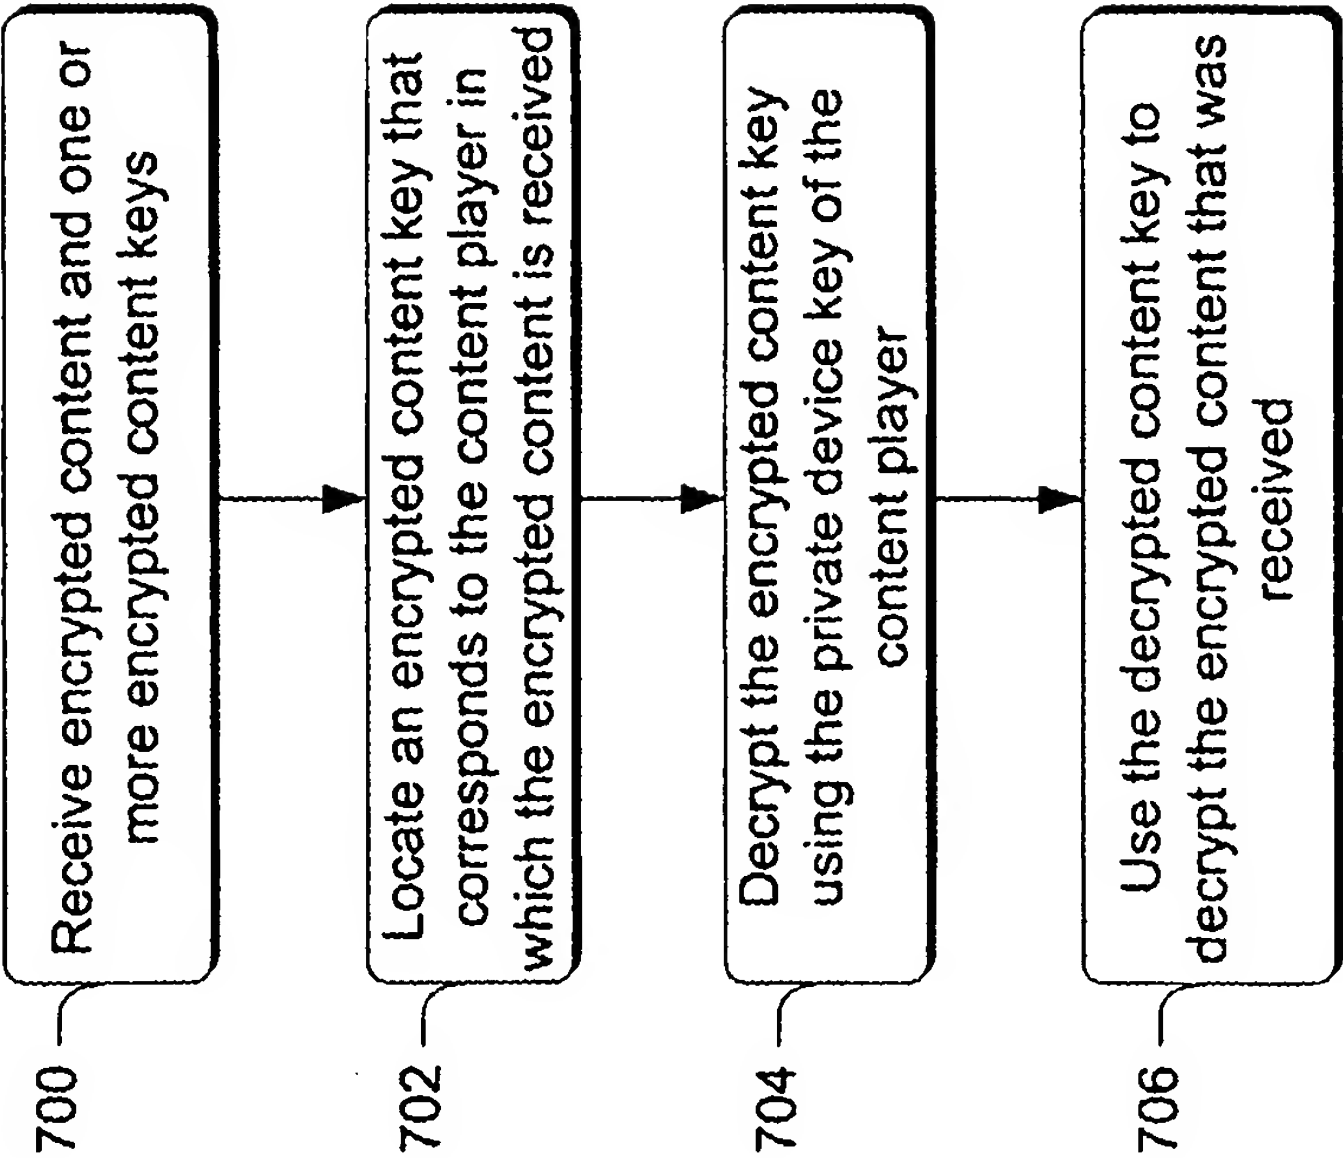 700
Receive encrypted content and one or
more encrypted content keys
702
Locate an encrypted content key that
corresponds to the content player in
which the encrypted content is received
704
Decrypt the encrypted content key
using the private device key of the
content player
706
Use the decrypted content key to
decrypt the encrypted content that was
received